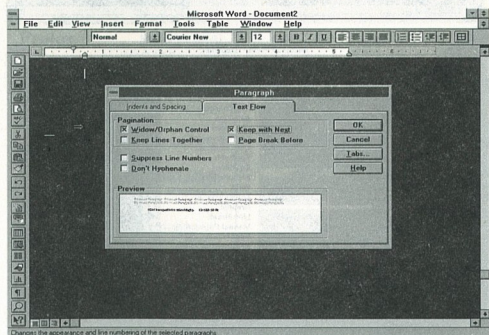 Microsoft Word - Document2
File Edit View Insert Format Tools Table Window Help
Normal Courier New 12 B I U
Paragraph
Indents and Spacing Text Flow
Pagination
Widow/Orphan Control Keep with Next
Keep Lines Together Page Break Before
Suppress Line Numbers
Don't Hyphenate
OK
Cancel
Tabs...
Help
Preview
Changes the appearance and line numbering of the selected paragraphs